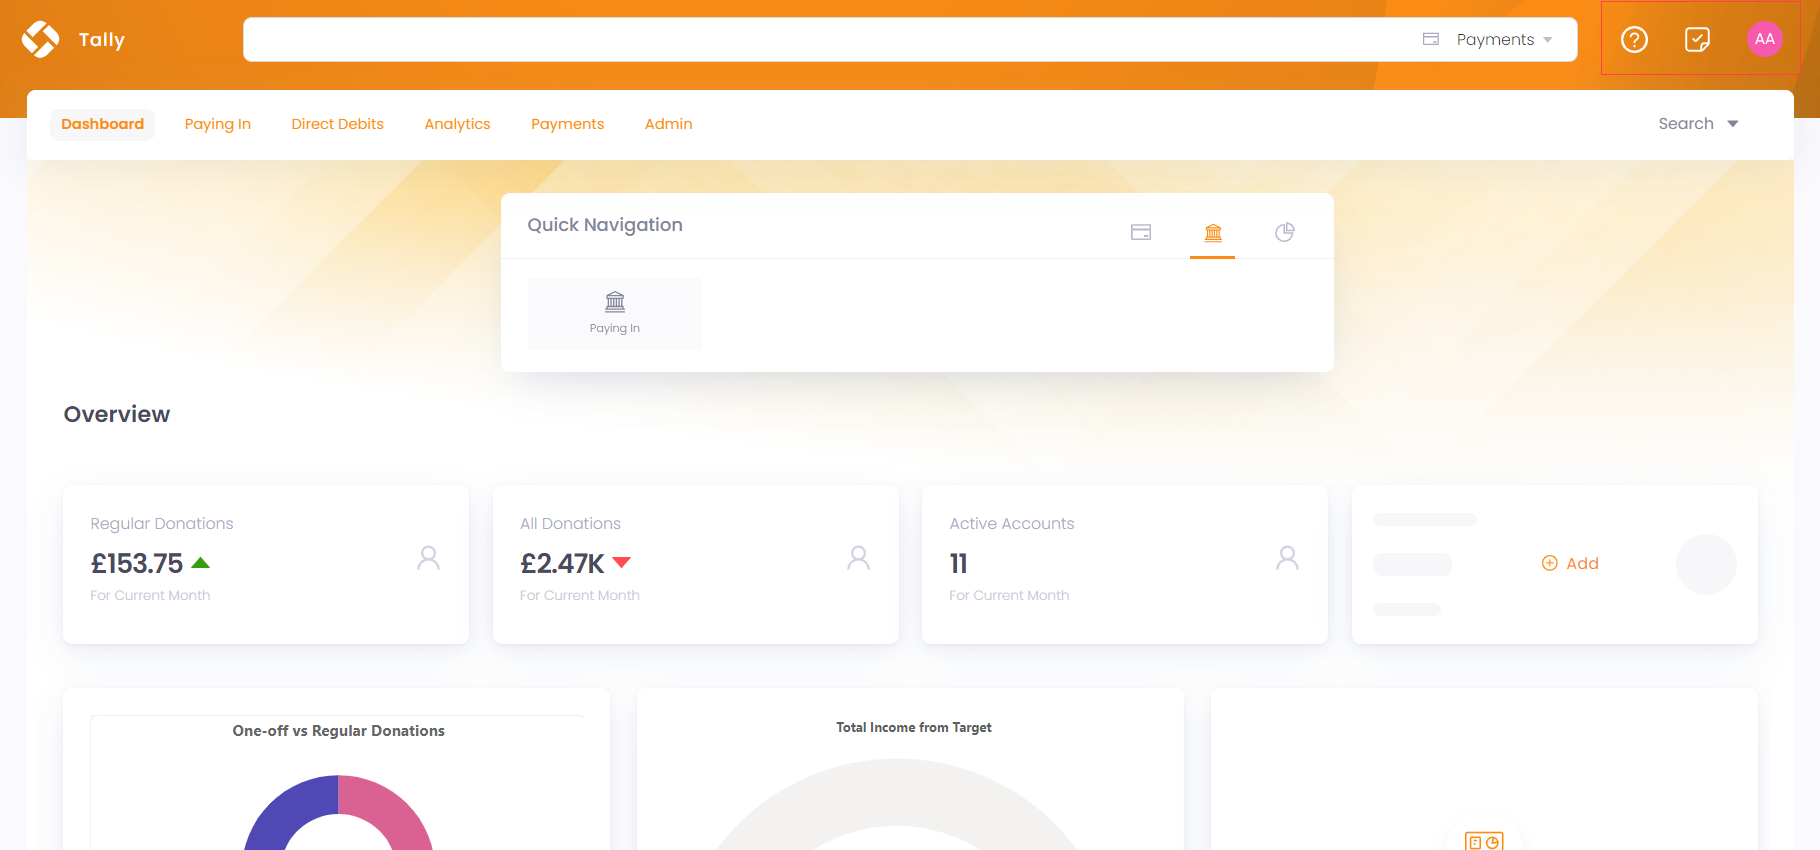 Tally
Payments
AA
Dashboard Paying In Direct Debits Analytics Payments Admin
Search
Quick Navigation
Paying In
Overview
Regular Donations
£153.75
For Current Month
All Donations
£2.47K
For Current Month
Active Accounts
11
For Current Month
Add
One-off vs Regular Donations
Total Income from Target